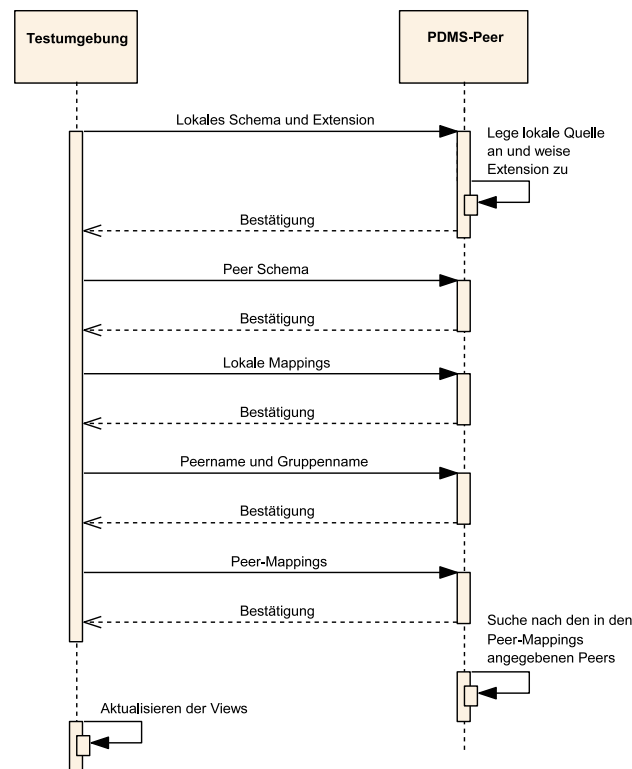 Testumgebung
PDMS-Peer
Lokales Schema und Extension
Lege lokale Quelle
an und weise
Extension zu
Bestätigung
Peer Schema
Bestätigung
Lokale Mappings
Bestätigung
Peername und Gruppenname
Bestätigung
Peer-Mappings
Bestätigung
Suche nach den in den
Peer-Mappings
angegebenen Peers
Aktualisieren der Views